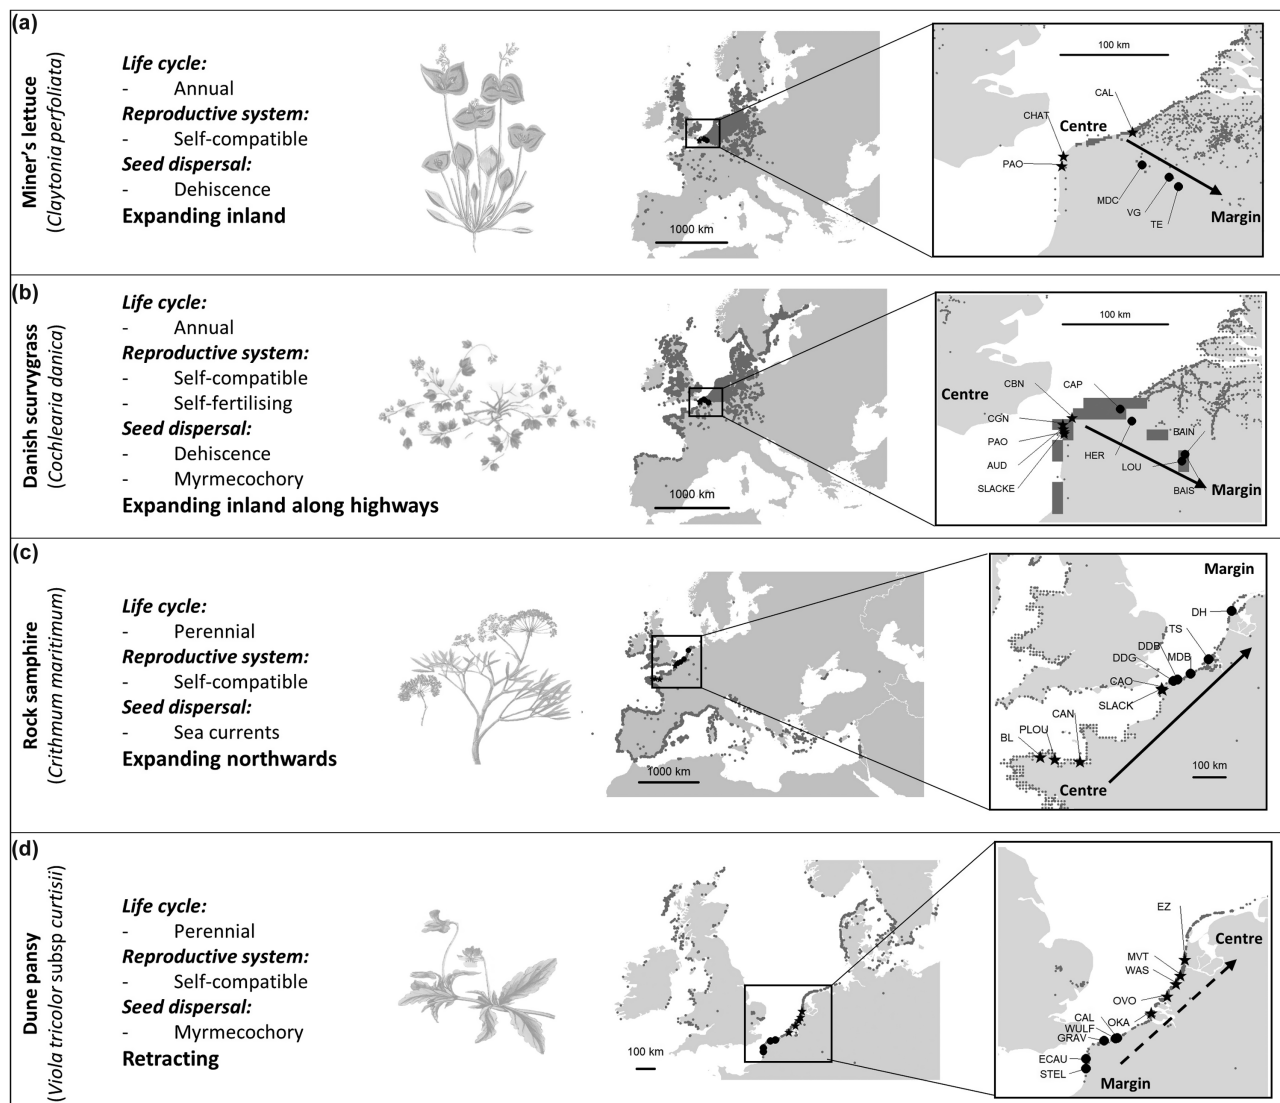 (a)
Miner's lettuce
(Claytonia perfoliata)
Life cycle:
- Annual
Reproductive system:
- Self-compatible
Seed dispersal:
- Dehiscence
Expanding inland
1000 km
100 km
CAL
CHAT
Centre
PAO
MDC
VG
TE
Margin
(b)
Danish scurvygrass
(Cochlearia danica)
Life cycle:
- Annual
Reproductive system:
- Self-compatible
- Self-fertilising
Seed dispersal:
- Dehiscence
- Myrmecochory
Expanding inland along highways
1000 km
100 km
CBN
CAP
Centre
CGN
PAO
AUD
SLACKE
HER
LOU
BAIN
BAIS
Margin
(c)
Rock samphire
(Crithmum maritimum)
Life cycle:
- Perennial
Reproductive system:
- Self-compatible
Seed dispersal:
- Sea currents
Expanding northwards
1000 km
Margin
DH
TS
DDB
DDG
MDB
CAO
SLACK
CAN
PLOU
BL
100 km
Centre
(d)
Dune pansy
(Viola tricolor subsp curtisii)
Life cycle:
- Perennial
Reproductive system:
- Self-compatible
Seed dispersal:
- Myrmecochory
Retracting
100 km
EZ
Centre
MVT
WAS
OVO
CAL
OKA
WULF
GRAV
ECAU
STEL
Margin